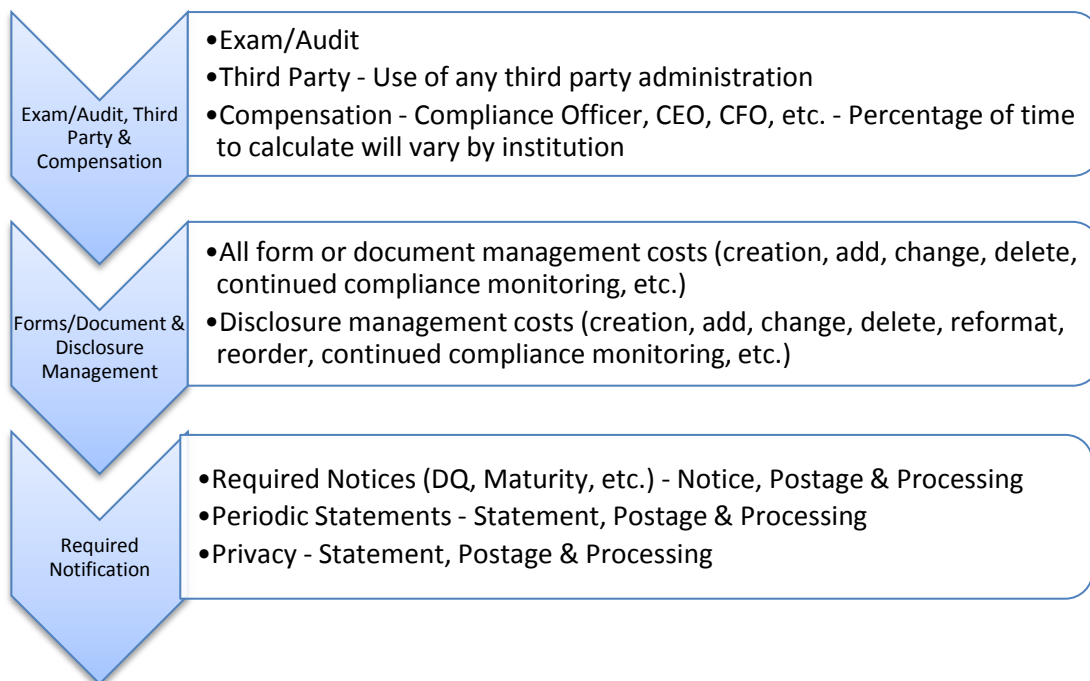 Exam/Audit, Third
Party &
Compensation
•Exam/Audit
•Third Party - Use of any third party administration
•Compensation - Compliance Officer, CEO, CFO, etc. - Percentage of time
to calculate will vary by institution
Forms/Document &
Disclosure
Management
•All form or document management costs (creation, add, change, delete,
continued compliance monitoring, etc.)
•Disclosure management costs (creation, add, change, delete, reformat,
reorder, continued compliance monitoring, etc.)
Required
Notification
•Required Notices (DQ, Maturity, etc.) - Notice, Postage & Processing
•Periodic Statements - Statement, Postage & Processing
•Privacy - Statement, Postage & Processing